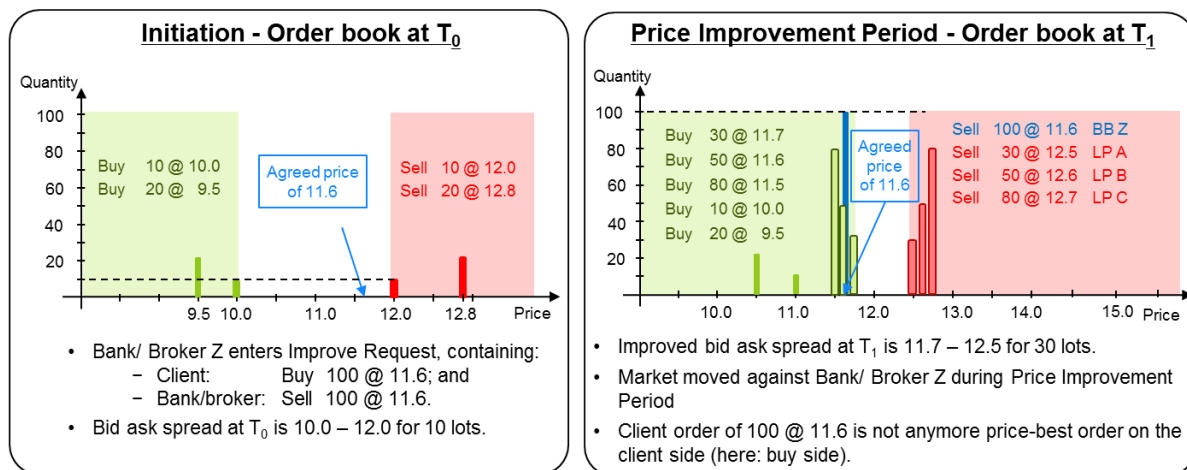 Initiation - Order book at T0
Quantity
100
80
60
40
20
Buy 10 @ 10.0
Buy 20 @ 9.5
Agreed price
of 11.6
Sell 10 @ 12.0
Sell 20 @ 12.8
9.5 10.0 11.0 12.0 12.8 Price
• Bank/ Broker Z enters Improve Request, containing:
− Client: Buy 100 @ 11.6; and
− Bank/broker: Sell 100 @ 11.6.
• Bid ask spread at T0 is 10.0 – 12.0 for 10 lots.
Price Improvement Period - Order book at T1
Quantity
100
80
60
40
20
Buy 30 @ 11.7
Buy 50 @ 11.6
Buy 80 @ 11.5
Buy 10 @ 10.0
Buy 20 @ 9.5
Agreed
price
of 11.6
Sell 100 @ 11.6 BB Z
Sell 30 @ 12.5 LP A
Sell 50 @ 12.6 LP B
Sell 80 @ 12.7 LP C
10.0 11.0 12.0 13.0 14.0 15.0 Price
• Improved bid ask spread at T1 is 11.7 – 12.5 for 30 lots.
• Market moved against Bank/ Broker Z during Price Improvement
Period
• Client order of 100 @ 11.6 is not anymore price-best order on the
client side (here: buy side).